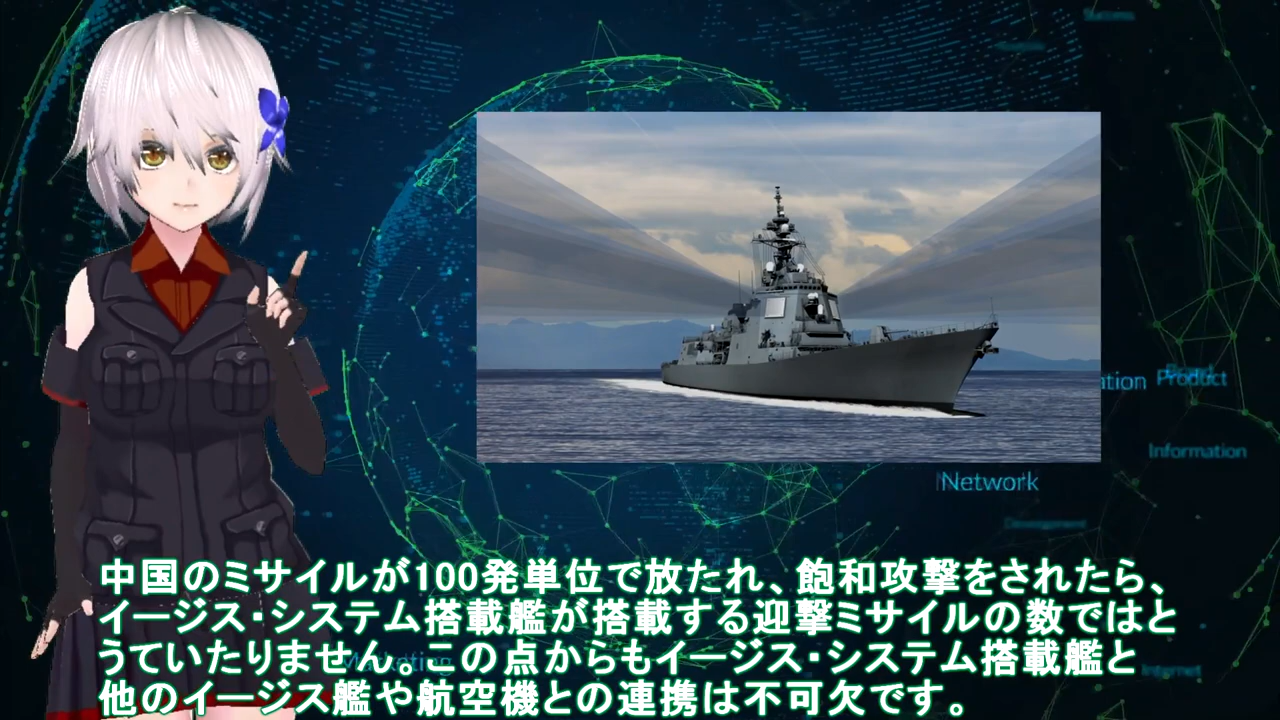 Success
ation
Product
Information
Network
Development
Internet
中国のミサイルが100発単位で放たれ、飽和攻撃をされたら、
イージス・システム搭載艦が搭載する迎撃ミサイルの数ではと
うていたりません。この点からもイージス・システム搭載艦と
他のイージス艦や航空機との連携は不可欠です。